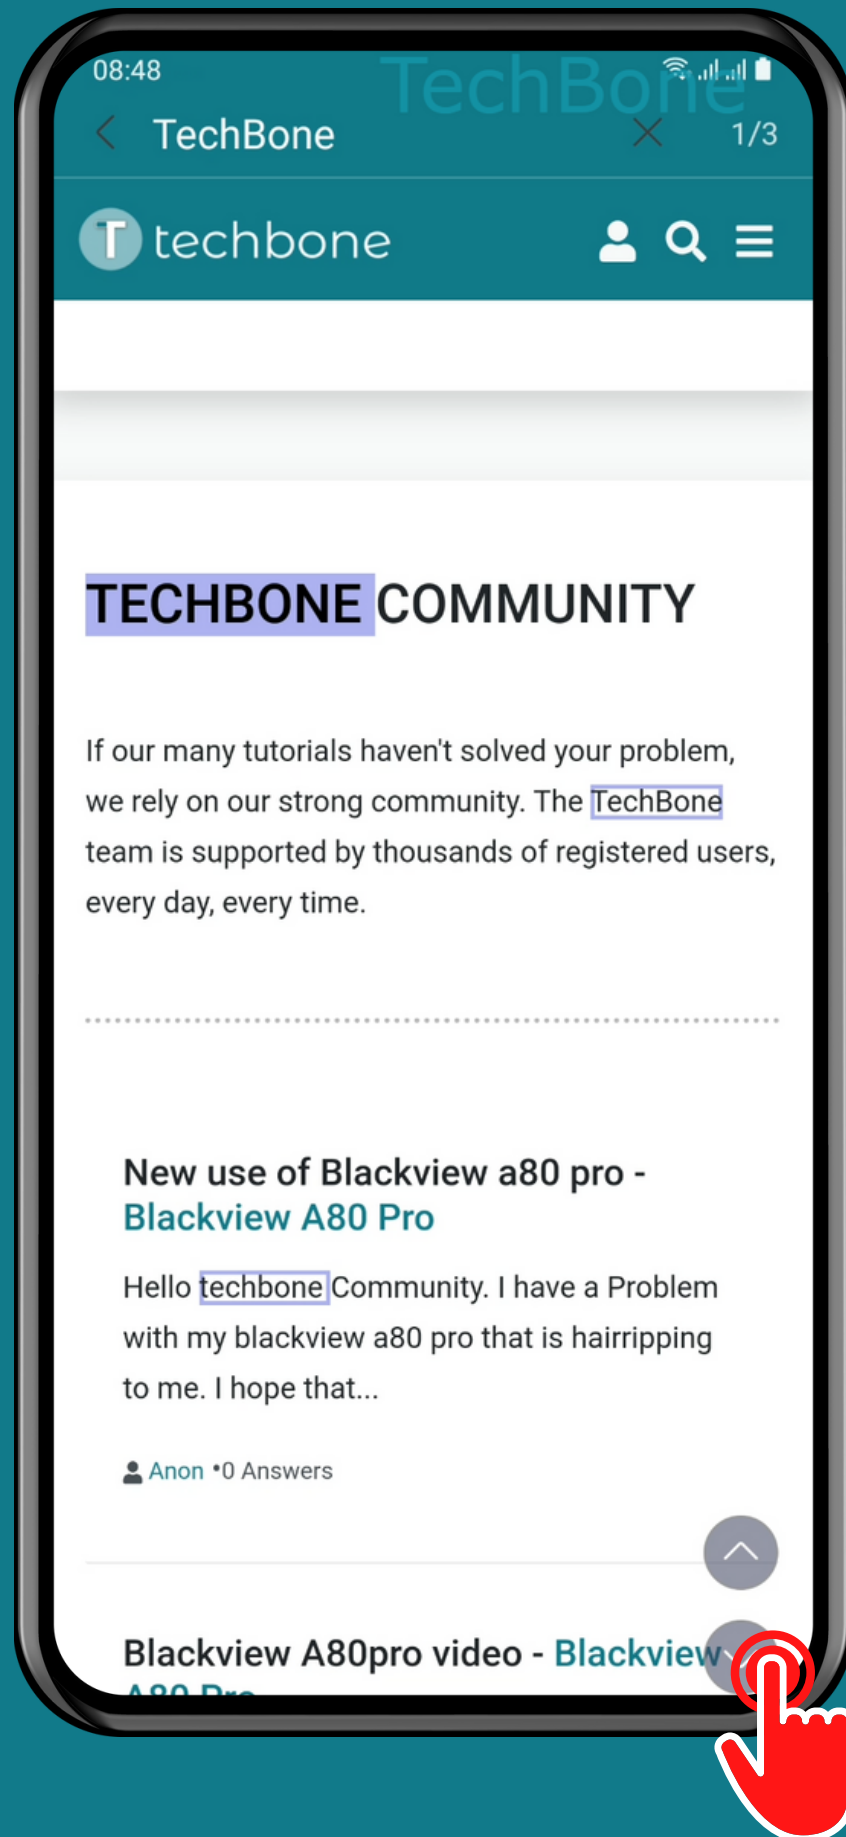 TechBone
08:48
TechBone 1/3
T techbone
TECHBONE COMMUNITY
If our many tutorials haven't solved your problem,
we rely on our strong community. The TechBone
team is supported by thousands of registered users,
every day, every time.
New use of Blackview a80 pro -
Blackview A80 Pro
Hello techbone Community. I have a Problem
with my blackview a80 pro that is hairripping
to me. I hope that...
Anon •0 Answers
Blackview A80pro video - Blackview
A80 Pro